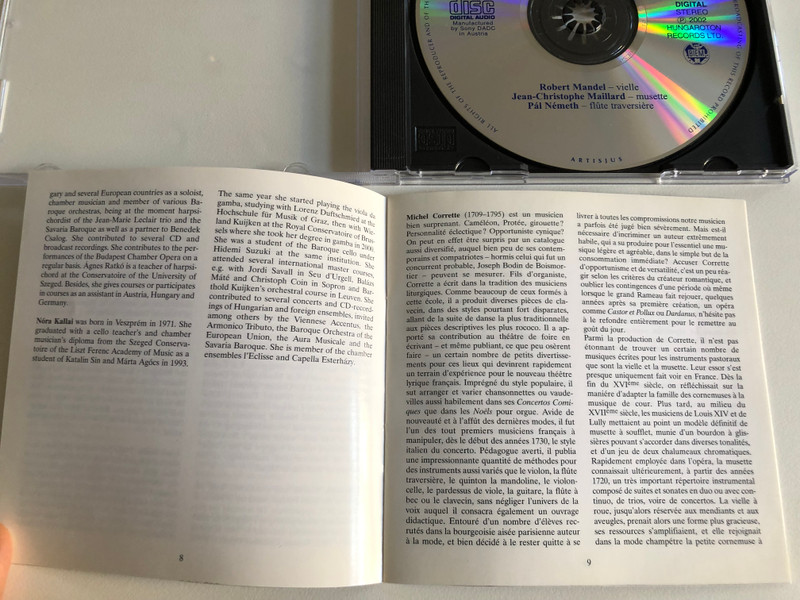 disc
DIGITAL AUDIO
Manufactured
by Sony DADC
in Austria
DIGITAL
STEREO
℗ 2002
HUNGAROTON
RECORDS LTD.
Robert Mandel – vielle
Jean-Christophe Maillard – musette
Pál Németh – flûte traversière
ALL RIGHTS OF THE PRODUCER AND OF THE
OF THIS RECORD PROHIBITED
ARTISJUS
gary and several European countries as a soloist,
chamber musician and member of various Ba-
roque orchestras, being at the moment harpsi-
chordist of the Jean-Marie Leclair trio and the
Savaria Baroque as well as a partner to Benedek
Csalog. She contributed to several CD and
broadcast recordings. She contributes to the per-
formances of the Budapest Chamber Opera on a
regular basis. Ágnes Ratkó is a teacher of harpsi-
chord at the Conservatoire of the University of
Szeged. Besides, she gives courses or participates
in courses as an assistant in Austria, Hungary and
Germany.
Nóra Kallai was born in Veszprém in 1971. She
graduated with a cello teacher's and chamber
musician's diploma from the Szeged Conserva-
toire of the Liszt Ferenc Academy of Music as a
student of Katalin Sin and Márta Agócs in 1993.
The same year she started playing the viola da
gamba, studying with Lorenz Duftschmied at the
Hochschule für Musik of Graz, then with Wie-
land Kuijken at the Royal Conservatoire of Brus-
sels where she took her degree in gamba in 2000.
She was a student of the Baroque cello under
Hidemi Suzuki at the same institution. She
attended several international master courses,
e.g. with Jordi Savall in Séu d'Urgell, Balázs
Máté and Christoph Coin in Sopron and Bar-
thold Kuijken's orchestral course in Leuven. She
contributed to several concerts and CD-record-
ings of Hungarian and foreign ensembles, invited
among others by the Viennese Accentus, the
Armonico Tributo, the Baroque Orchestra of the
European Union, the Aura Musicale and the
Savaria Baroque. She is member of the chamber
ensembles l'Eclisse and Capella Esterházy.
8
Michel Corrette (1709–1795) est un musicien
bien surprenant. Caméléon, Protée, girouette?
Personnalité éclectique? Opportuniste cynique?
On peut en effet être surpris par un catalogue
aussi diversifié, auquel bien peu de ses contem-
porains et compatriotes – hormis celui qui fut un
concurrent probable, Joseph Bodin de Boismor-
tier – peuvent se mesurer. Fils d'organiste,
Corrette a écrit dans la tradition des musiciens
liturgiques. Comme beaucoup de ceux formés à
cette école, il a produit diverses pièces de cla-
vecin, dans des styles pourtant fort disparates,
allant de la suite de danse la plus traditionnelle
aux pièces descriptives les plus rococo. Il a ap-
porté sa contribution au théâtre de foire en
écrivant – et même publiant, ce que peu osèrent
faire – un certain nombre de petits divertisse-
ments pour ces lieux qui devinrent rapidement
un terrain d'expérience pour le nouveau théâtre
lyrique français. Imprégné du style populaire, il
sut arranger et varier chansonnettes ou vaude-
villes aussi habilement dans ses Concertos Comi-
ques que dans les Noëls pour orgue. Avide de
nouveauté et à l'affût des dernières modes, il fut
l'un des tout premiers musiciens français à
manipuler, dès le début des années 1730, le style
italien du concerto. Pédagogue averti, il publia
une impressionnante quantité de méthodes pour
des instruments aussi variés que le violon, la flûte
traversière, le quinton la mandoline, le violon-
celle, le pardessus de viole, la guitare, la flûte à
bec ou le clavecin, sans négliger l'univers de la
voix auquel il consacra également un ouvrage
didactique. Entouré d'un nombre d'élèves rec-
rutés dans la bourgeoisie aisée parisienne autour
à la mode, et bien décidé à le rester quitte à se
livrer à toutes les compromissions notre musicien
a parfois été jugé bien sévèrement. Mais est-il
nécessaire d'incriminer un auteur extrêmement
habile, qui a su produire pour l'essentiel une mu-
sique légère et agréable, dans le simple but de la
consommation immédiate? Accuser Corrette
d'opportunisme et de versatilité, c'est un peu réa-
gir selon les critères du créateur romantique, et
oublier les contingences d'une période où même
lorsque le grand Rameau fait rejouer, quelques
années après sa première création, un opéra
comme Castor et Pollux ou Dardanus, n'hésite pas
à le refondre entièrement pour le remettre au
goût du jour.
Parmi la production de Corrette, il n'est pas
étonnant de trouver un certain nombre de
musiques écrites pour les instruments pastoraux
que sont la vielle et la musette. Leur essor s'est
presque uniquement fait voir en France. Dès la
fin du XVIème siècle, on réfléchissait sur la
manière d'adapter la famille des cornemuses à la
musique de cour. Plus tard, au milieu du
XVIIème siècle, les musiciens de Louis XIV et de
Lully mettaient au point un modèle définitif de
musette à soufflet, munie d'un bourdon à glis-
sières pouvant s'accorder dans diverses tonalités,
et d'un jeu de deux chalumeaux chromatiques.
Rapidement employée dans l'opéra, la musette
connaissait ultérieurement, à partir des années
1720, un très important répertoire instrumental
composé de suites et sonates en duo ou avec con-
tinuo, de trios, voire de concertos. La vielle à
roue, jusqu'alors réservée aux mendiants et aux
aveugles, prenait alors une forme plus gracieuse,
ses ressources s'amplifiaient, et elle rejoignait
dans la mode champêtre la petite cornemuse à
9